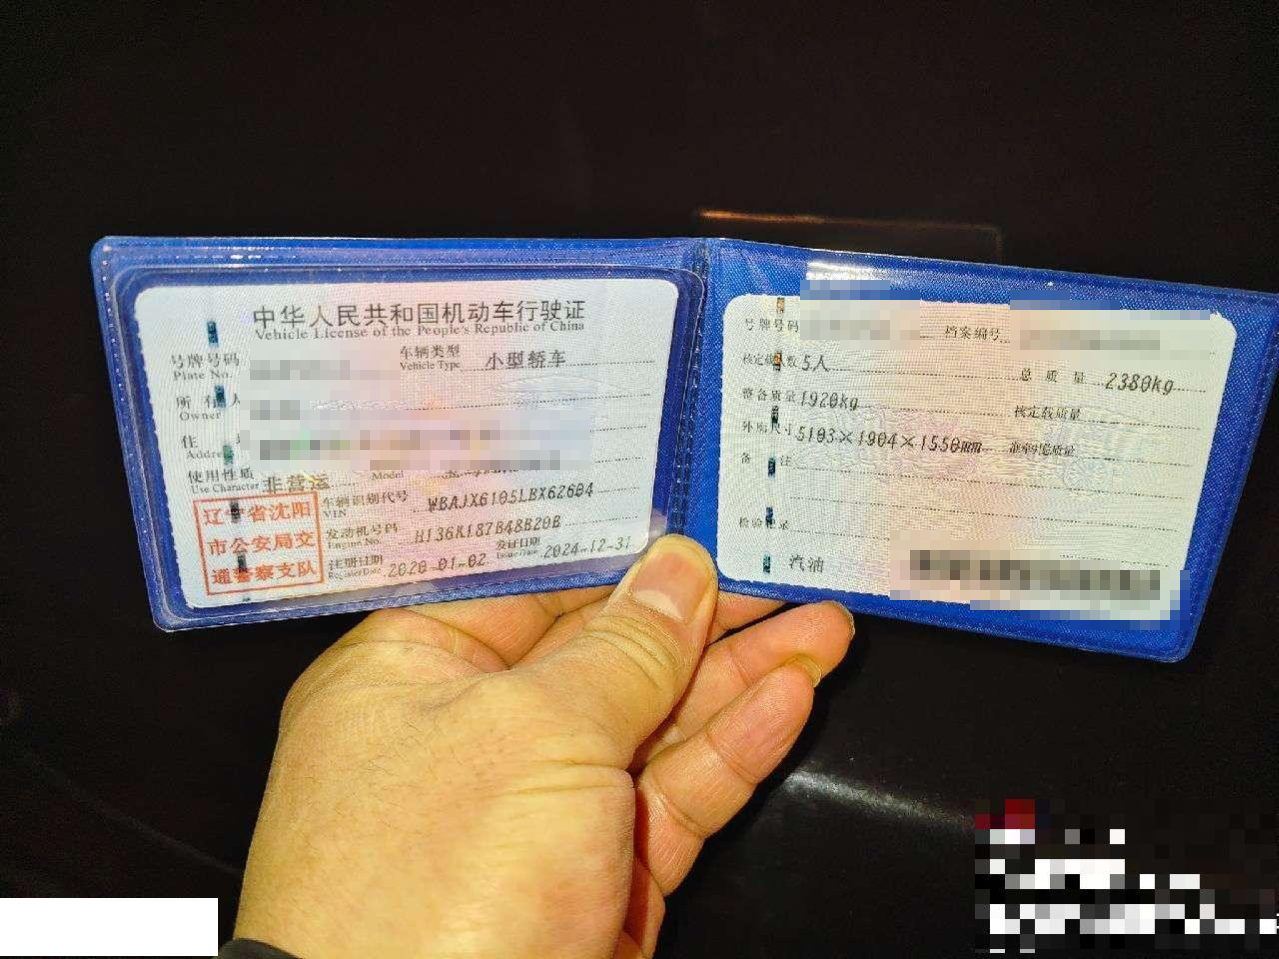 中华人民共和国机动车行驶证
Vehicle License of the People's Republic of China
号牌号码
Plate No.
车辆类型
Vehicle Type
小型轿车
所有人
Owner
住
Address
使用性质
Use Character
非营运
Model
辽宁省沈阳
市公安局交
通警察支队
车辆识别代号
VIN
WBAJX6105LBX62604
发动机号码
Engine No.
H136K187B48B20B
注册日期
Register Date
2020-01-02
发证日期
Issue Date
2024-12-31
号牌号码
档案编号
核定载人数 5人
总质量 2380kg
整备质量 1920kg
核定载质量
外廓尺寸 5103×1904×1550mm
准牵引总质量
备注
检验记录
汽油